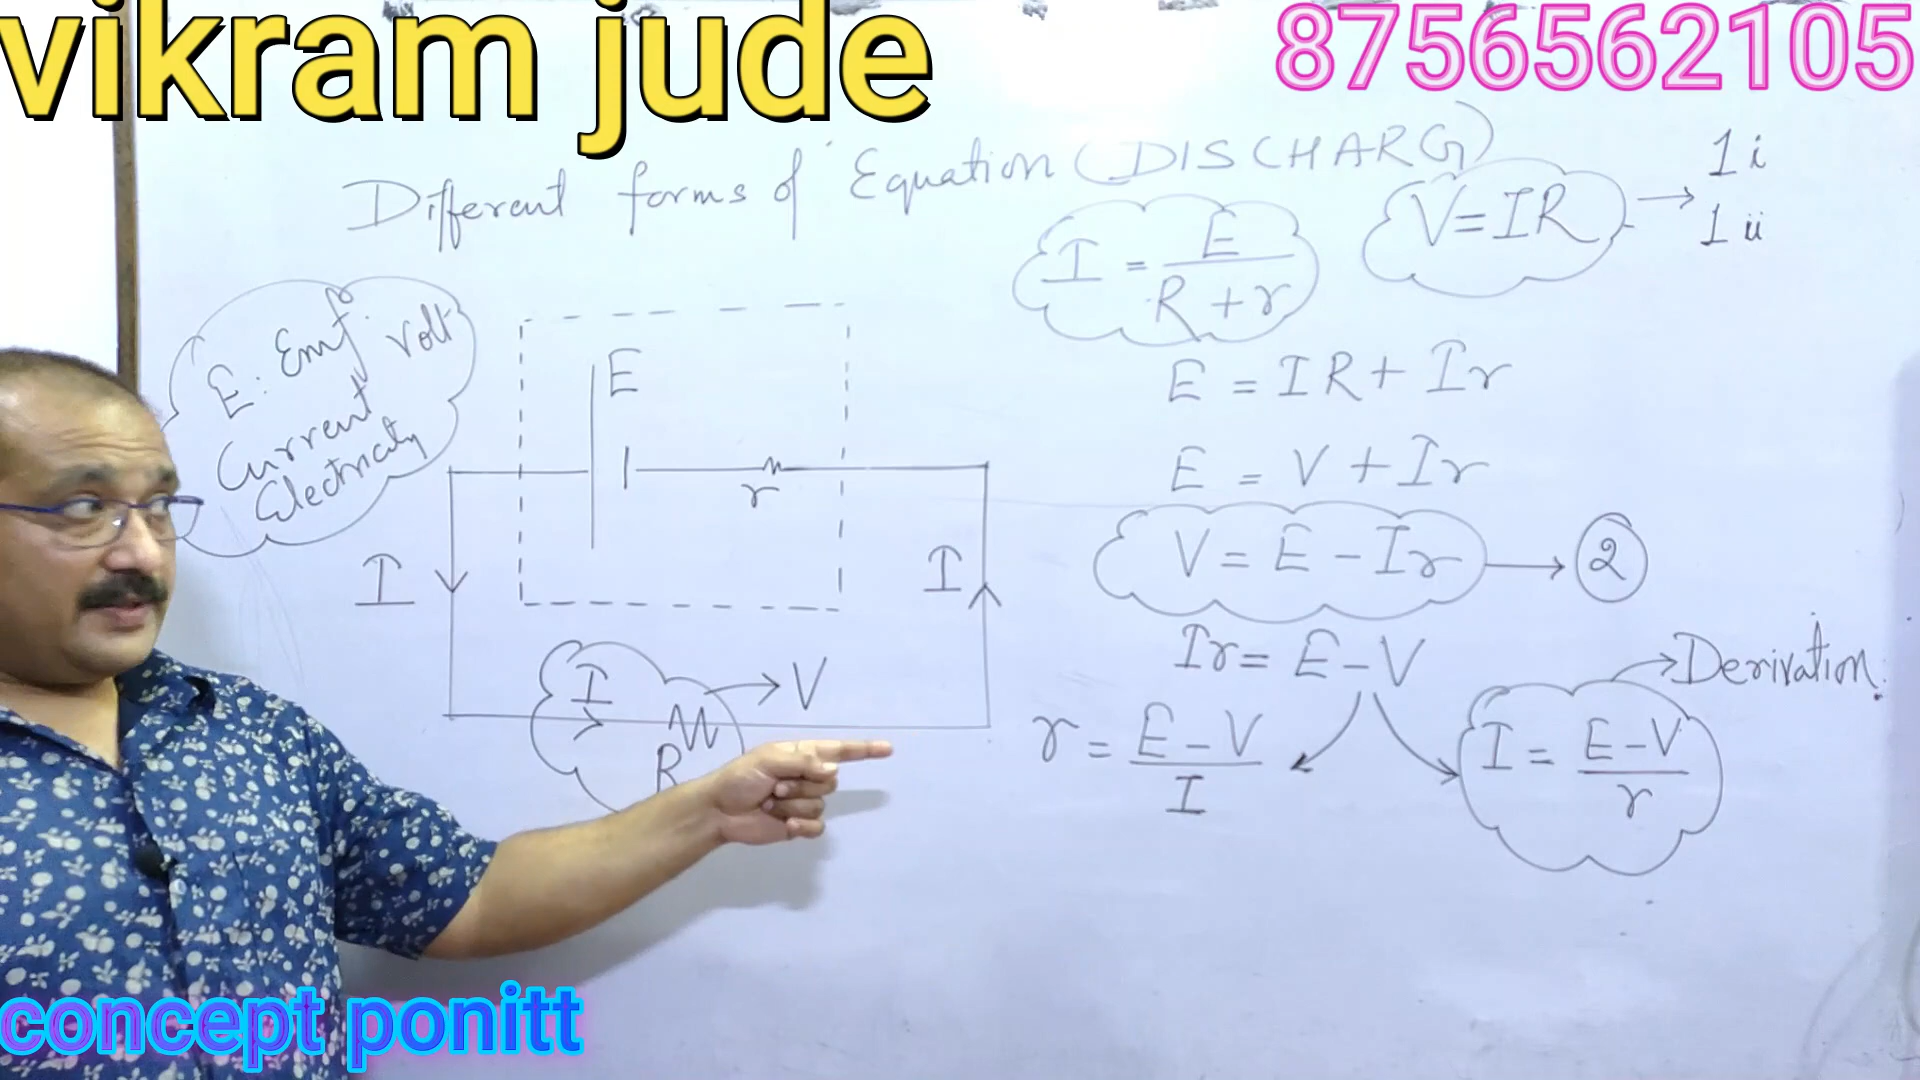 vikram jude
8756562105
Different forms of Equation (DISCHARG)
I = E / R + r
V = IR → 1 i
1 ii
E: Emf. volt
Current
Electricity
E
r
I
I
I
V
R
E = IR + Ir
E = V + Ir
V = E - Ir → 2
Ir = E - V
→ Derivation
r = E - V / I
I = E - V / r
concept ponitt